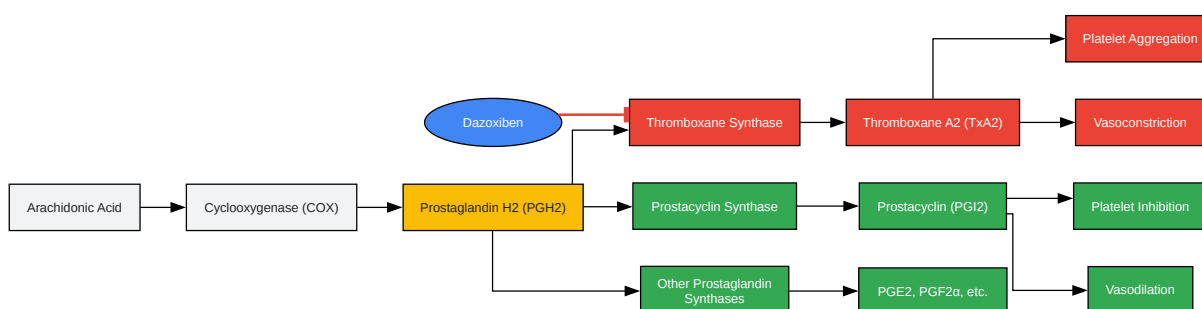 Platelet Aggregation
Dazoxiben
Thromboxane Synthase
Thromboxane A2 (TxA2)
Vasoconstriction
Arachidonic Acid
Cyclooxygenase (COX)
Prostaglandin H2 (PGH2)
Prostacyclin Synthase
Prostacyclin (PGI2)
Platelet Inhibition
Other Prostaglandin
Synthases
PGE2, PGF2α, etc.
Vasodilation